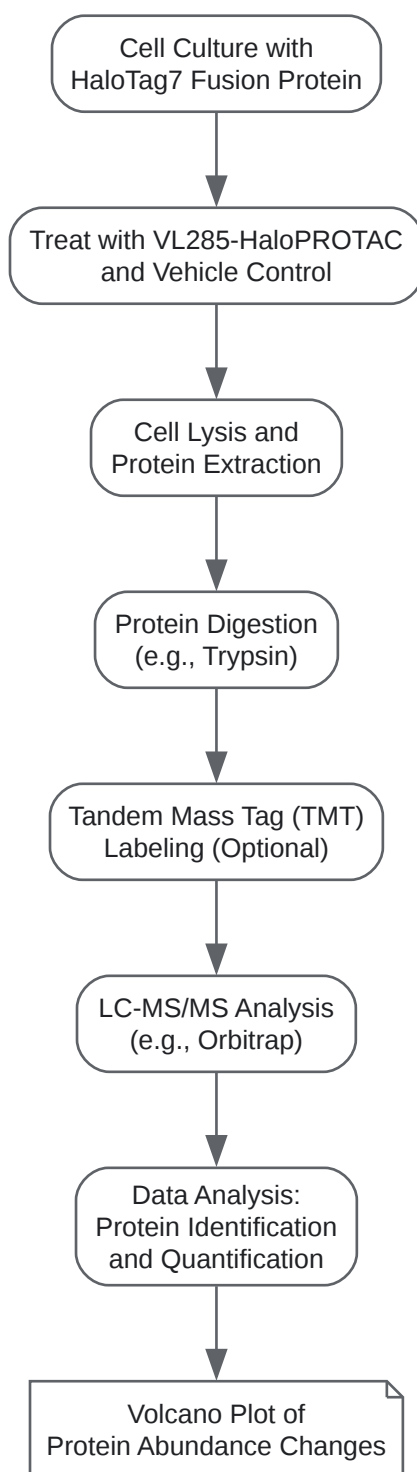 Cell Culture with
HaloTag7 Fusion Protein
Treat with VL285-HaloPROTAC
and Vehicle Control
Cell Lysis and
Protein Extraction
Protein Digestion
(e.g., Trypsin)
Tandem Mass Tag (TMT)
Labeling (Optional)
LC-MS/MS Analysis
(e.g., Orbitrap)
Data Analysis:
Protein Identification
and Quantification
Volcano Plot of
Protein Abundance Changes